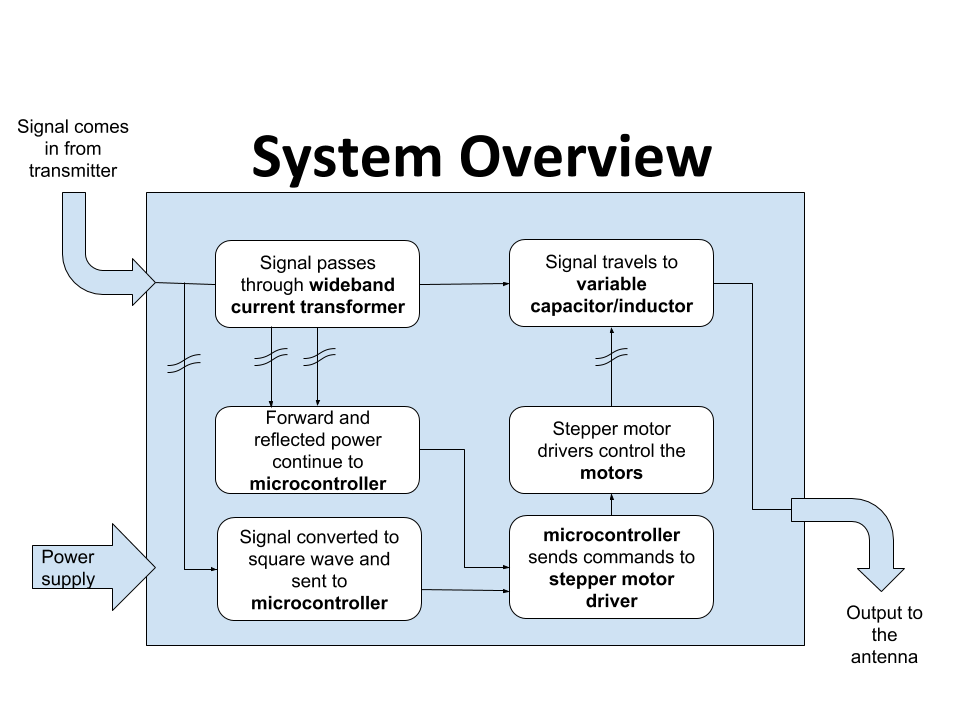 Signal comes
in from
transmitter
System Overview
Signal passes
through wideband
current transformer
Signal travels to
variable
capacitor/inductor
Forward and
reflected power
continue to
microcontroller
Stepper motor
drivers control the
motors
Signal converted to
square wave and
sent to
microcontroller
microcontroller
sends commands to
stepper motor
driver
Power
supply
Output to
the
antenna